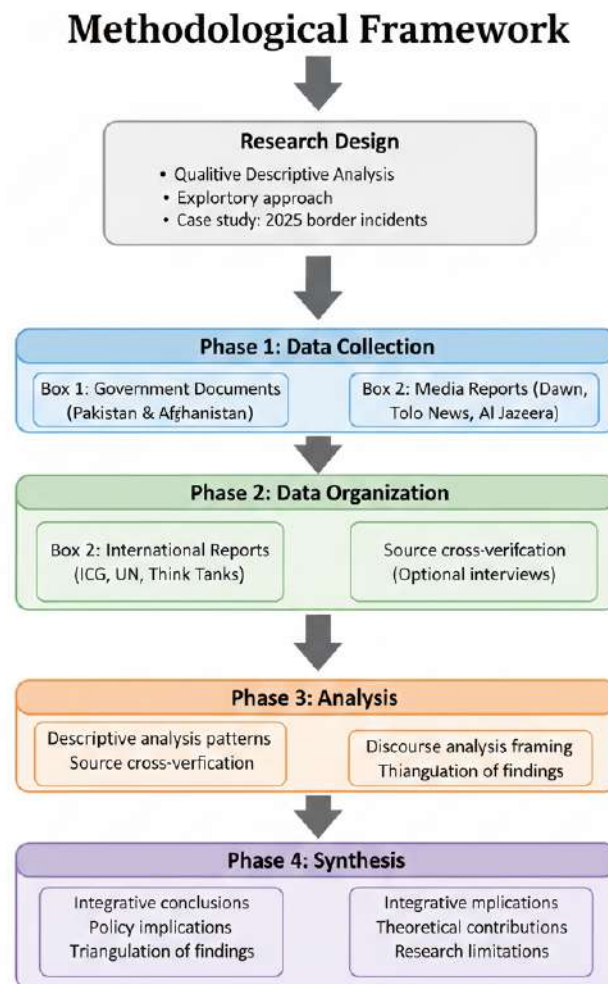 Methodological Framework
Research Design
• Qualitive Descriptive Analysis
• Explortory approach
• Case study: 2025 border incidents
Phase 1: Data Collection
Box 1: Government Documents
(Pakistan & Afghanistan)
Box 2: Media Reports (Dawn,
Tolo News, Al Jazeera)
Phase 2: Data Organization
Box 2: International Reports
(ICG, UN, Think Tanks)
Source cross-verifcation
(Optional interviews)
Phase 3: Analysis
Descriptive analysis patterns
Source cross-verfication
Discourse analysis framing
Thiangulation of findings
Phase 4: Synthesis
Integrative conclusions
Policy implications
Triangulation of findings
Integrative mplications
Theoretical contributions
Research limitations